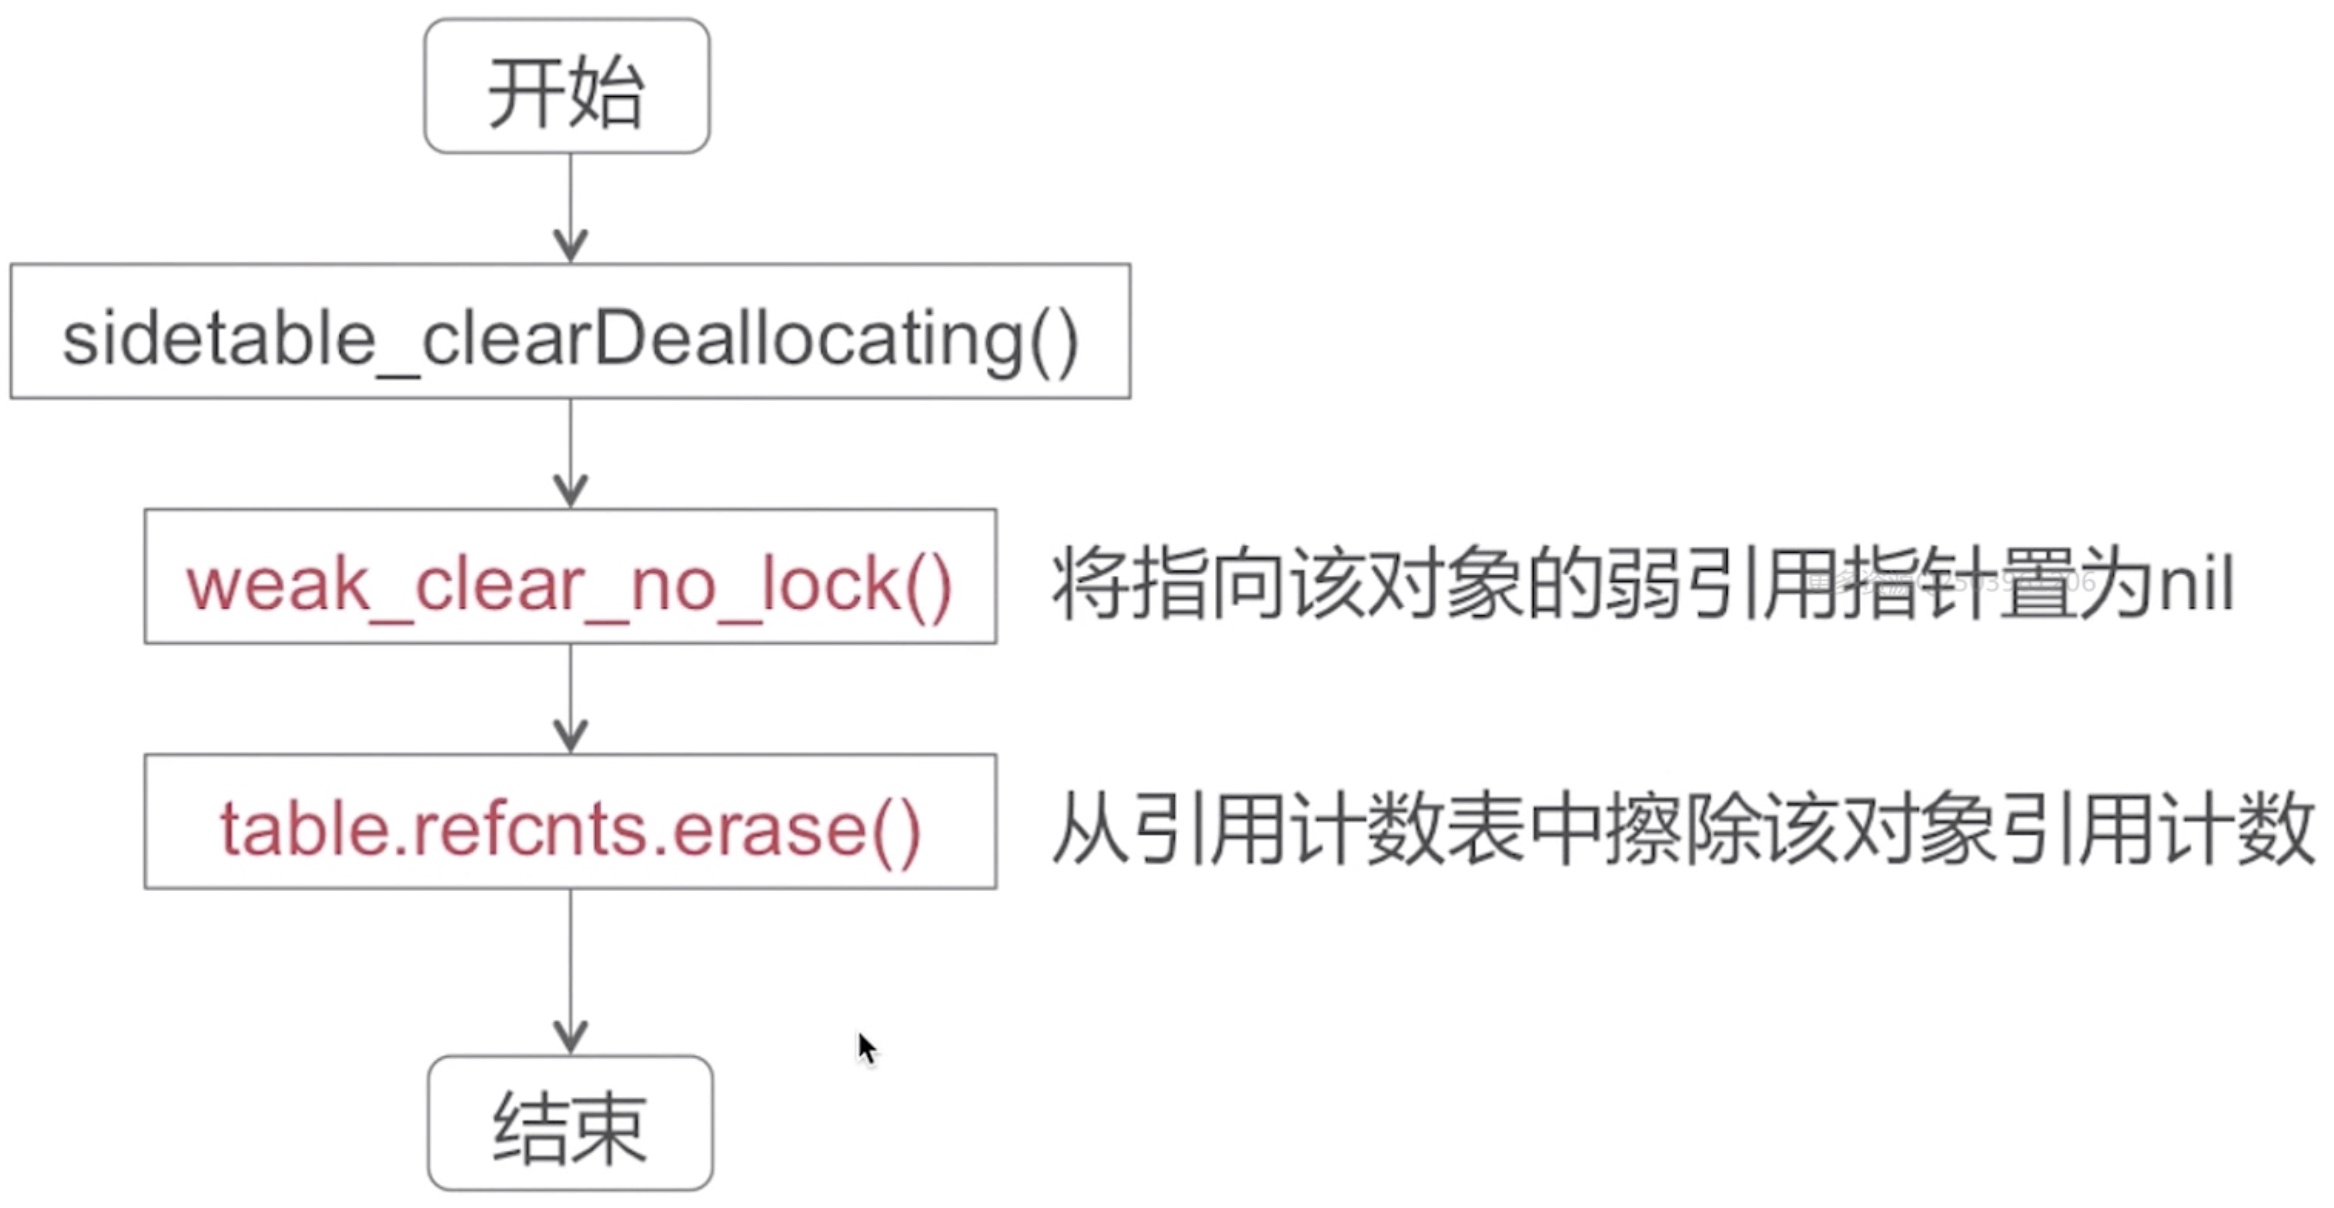 开始
sidetable_clearDeallocating()
weak_clear_no_lock() 将指向该对象的弱引用指针置为nil
table.refcnts.erase() 从引用计数表中擦除该对象引用计数
结束